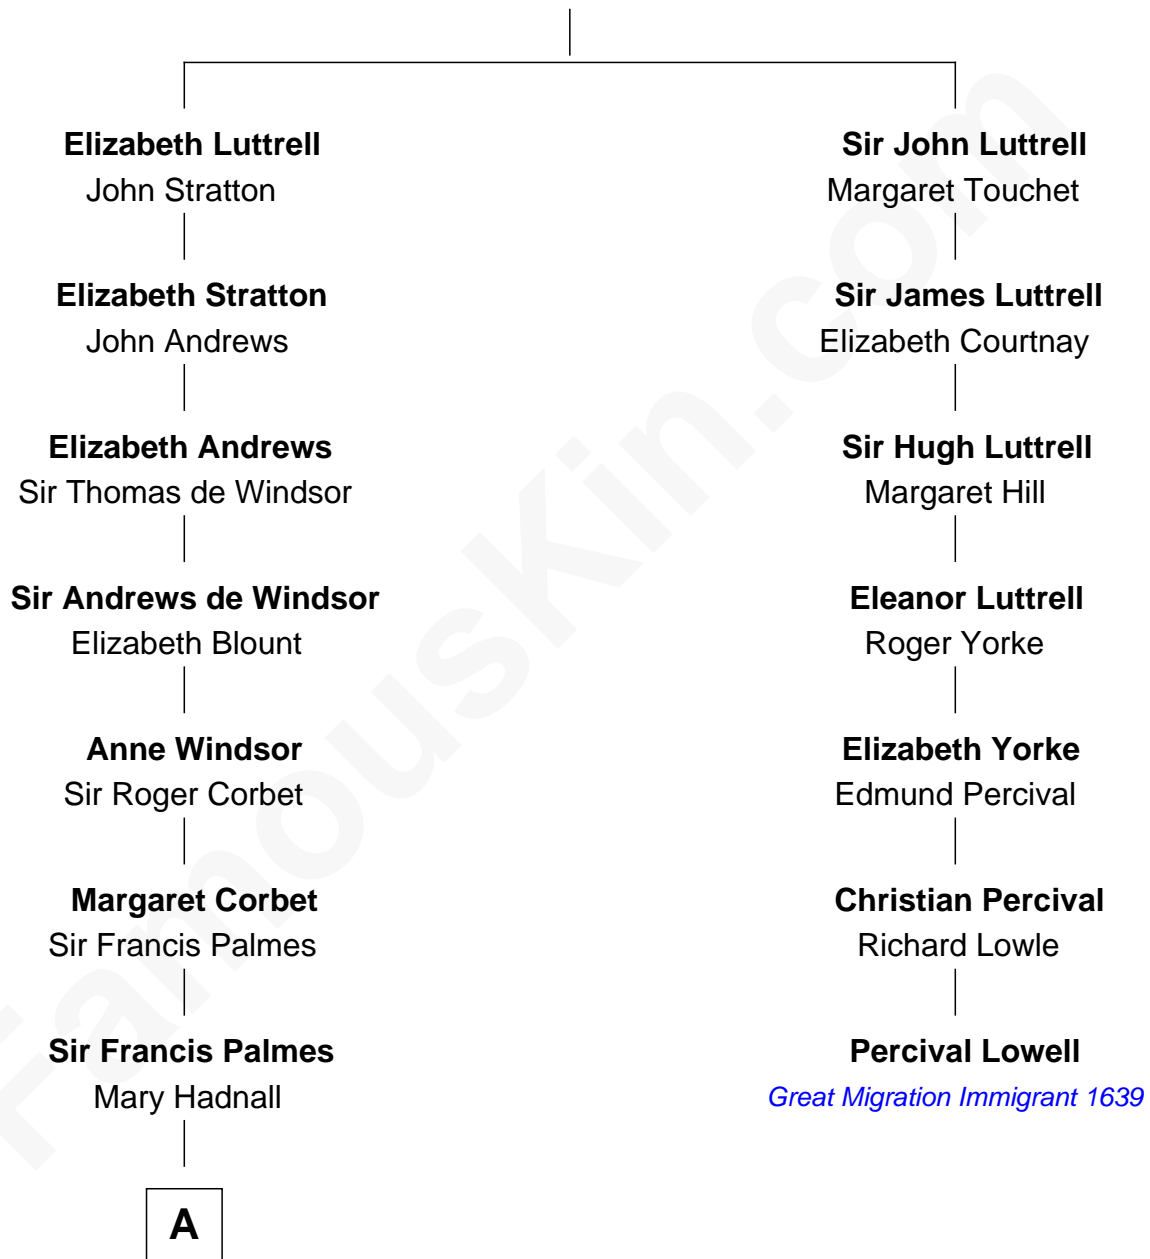 Elizabeth Luttrell
John Stratton
Elizabeth Stratton
John Andrews
Elizabeth Andrews
Sir Thomas de Windsor
Sir Andrews de Windsor
Elizabeth Blount
Anne Windsor
Sir Roger Corbet
Margaret Corbet
Sir Francis Palmes
Sir Francis Palmes
Mary Hadnall
A
Sir John Luttrell
Margaret Touchet
Sir James Luttrell
Elizabeth Courtnay
Sir Hugh Luttrell
Margaret Hill
Eleanor Luttrell
Roger Yorke
Elizabeth Yorke
Edmund Percival
Christian Percival
Richard Lowle
Percival Lowell
Great Migration Immigrant 1639
FamousKin.com